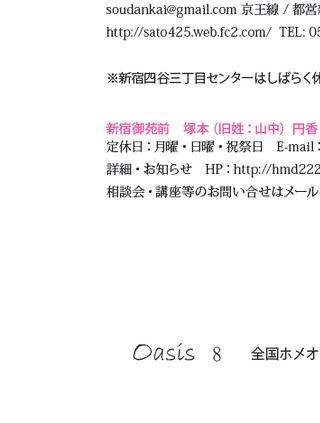 soudankai@gmail.com 京王線 / 都営
http://sato425.web.fc2.com/ TEL: 05
※新宿四谷三丁目センターはしばらく休
新宿御苑前　塚本（旧姓：山中）円香
定休日：月曜・日曜・祝祭日　E-mail：
詳細・お知らせ　HP：http://hmd222
相談会・講座等のお問い合せはメール
Oasis 8 全国ホメオ